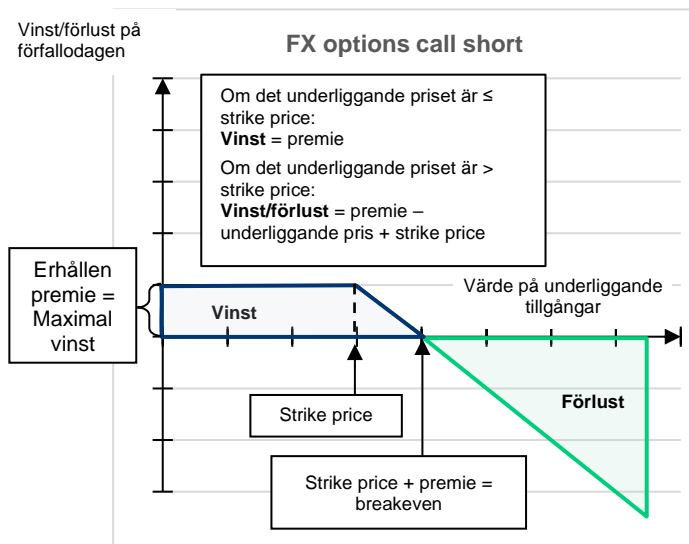 Vinst/förlust på
förfallodagen
FX options call short
Om det underliggande priset är ≤
strike price:
Vinst = premie
Om det underliggande priset är >
strike price:
Vinst/förlust = premie –
underliggande pris + strike price
Erhållen
premie =
Maximal
vinst
Värde på underliggande
tillgångar
Vinst
Förlust
Strike price
Strike price + premie =
breakeven